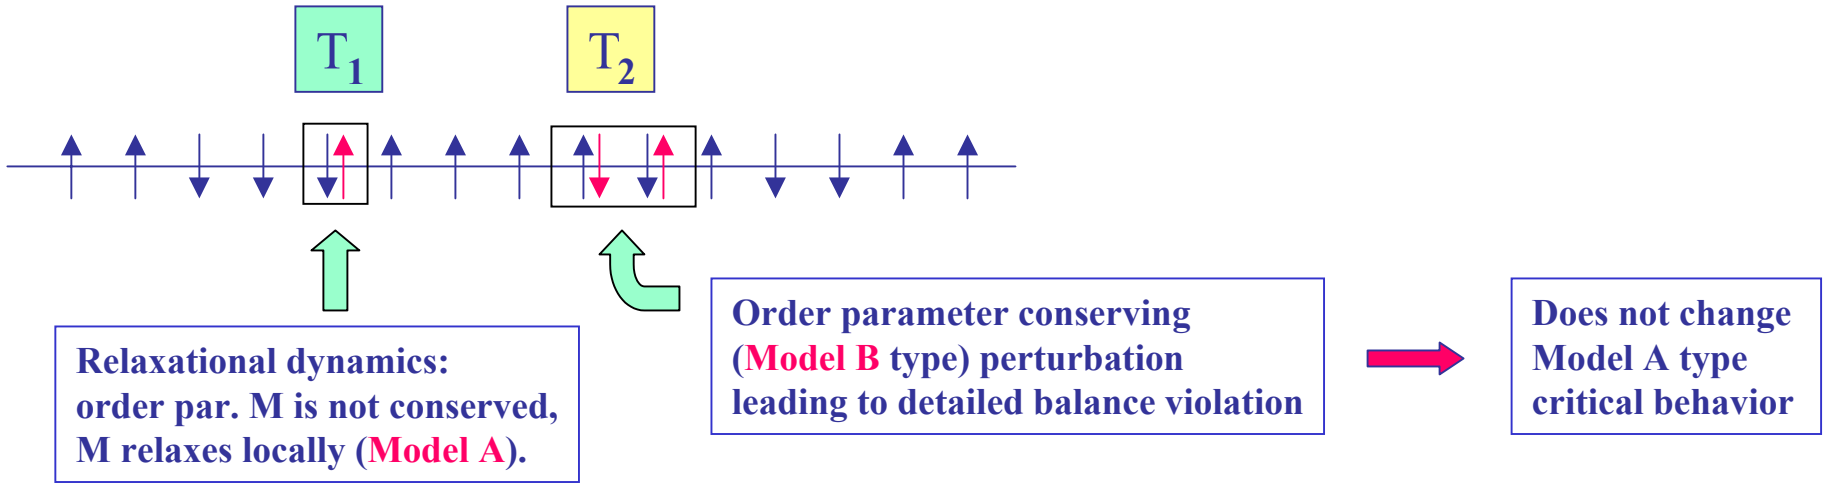 T₁
T₂
Relaxational dynamics:
order par. M is not conserved,
M relaxes locally (Model A).
Order parameter conserving
(Model B type) perturbation
leading to detailed balance violation
Does not change
Model A type
critical behavior